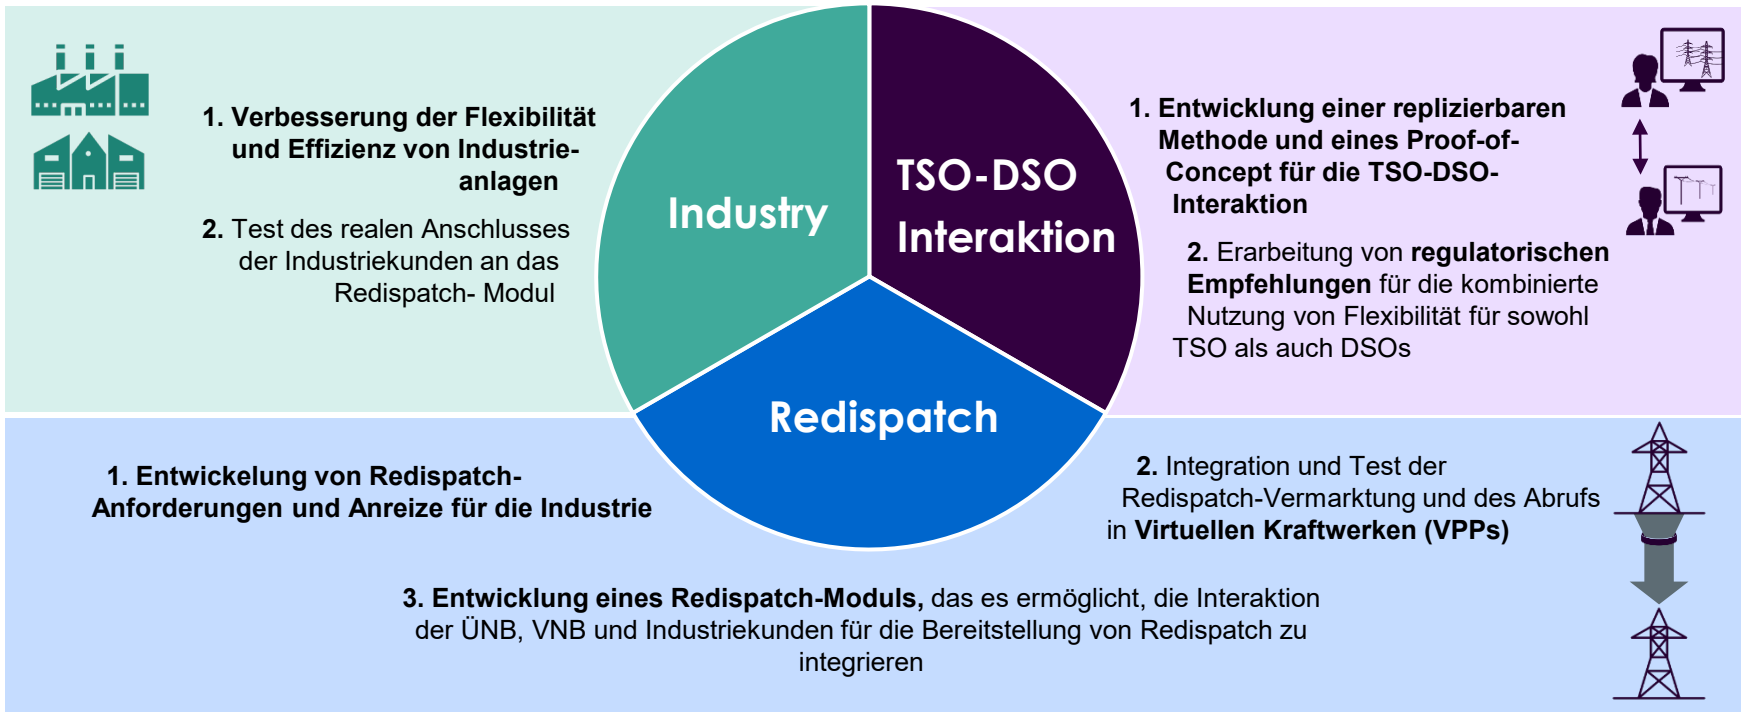 Industry
TSO-DSO
Interaktion
Redispatch
1. Verbesserung der Flexibilität
und Effizienz von Industrie-
anlagen
2. Test des realen Anschlusses
der Industriekunden an das
Redispatch- Modul
1. Entwicklung einer replizierbaren
Methode und eines Proof-of-
Concept für die TSO-DSO-
Interaktion
2. Erarbeitung von regulatorischen
Empfehlungen für die kombinierte
Nutzung von Flexibilität für sowohl
TSO als auch DSOs
1. Entwickelung von Redispatch-
Anforderungen und Anreize für die Industrie
2. Integration und Test der
Redispatch-Vermarktung und des Abrufs
in Virtuellen Kraftwerken (VPPs)
3. Entwicklung eines Redispatch-Moduls, das es ermöglicht, die Interaktion
der ÜNB, VNB und Industriekunden für die Bereitstellung von Redispatch zu
integrieren